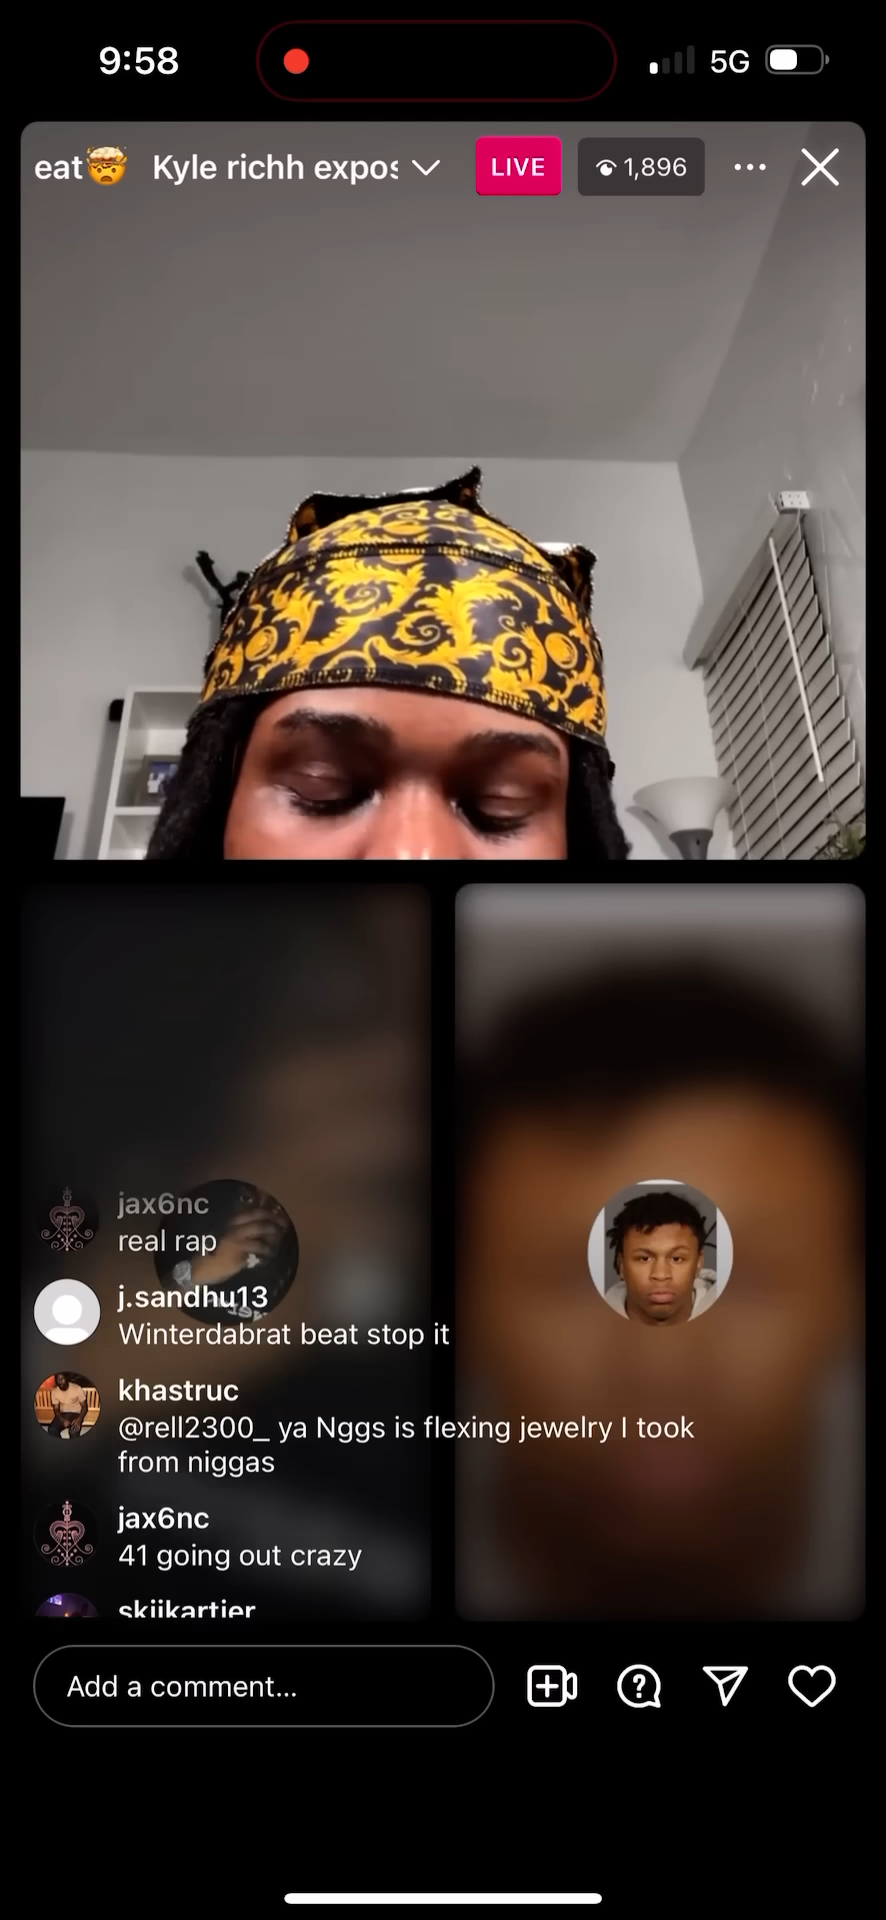 9:58
5G
eat🤯 Kyle richh expos
LIVE
1,896
jax6nc
real rap
j.sandhu13
Winterdabrat beat stop it
khastruc
@rell2300_ ya Nggs is flexing jewelry I took
from niggas
jax6nc
41 going out crazy
skiikartier
Add a comment...